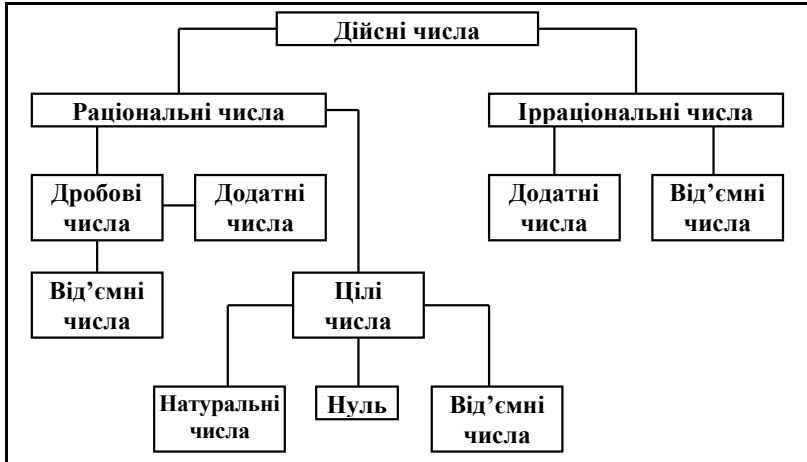 Дійсні числа
Раціональні числа
Ірраціональні числа
Дробові
числа
Додатні
числа
Додатні
числа
Від’ємні
числа
Від’ємні
числа
Цілі
числа
Натуральні
числа
Нуль
Від’ємні
числа